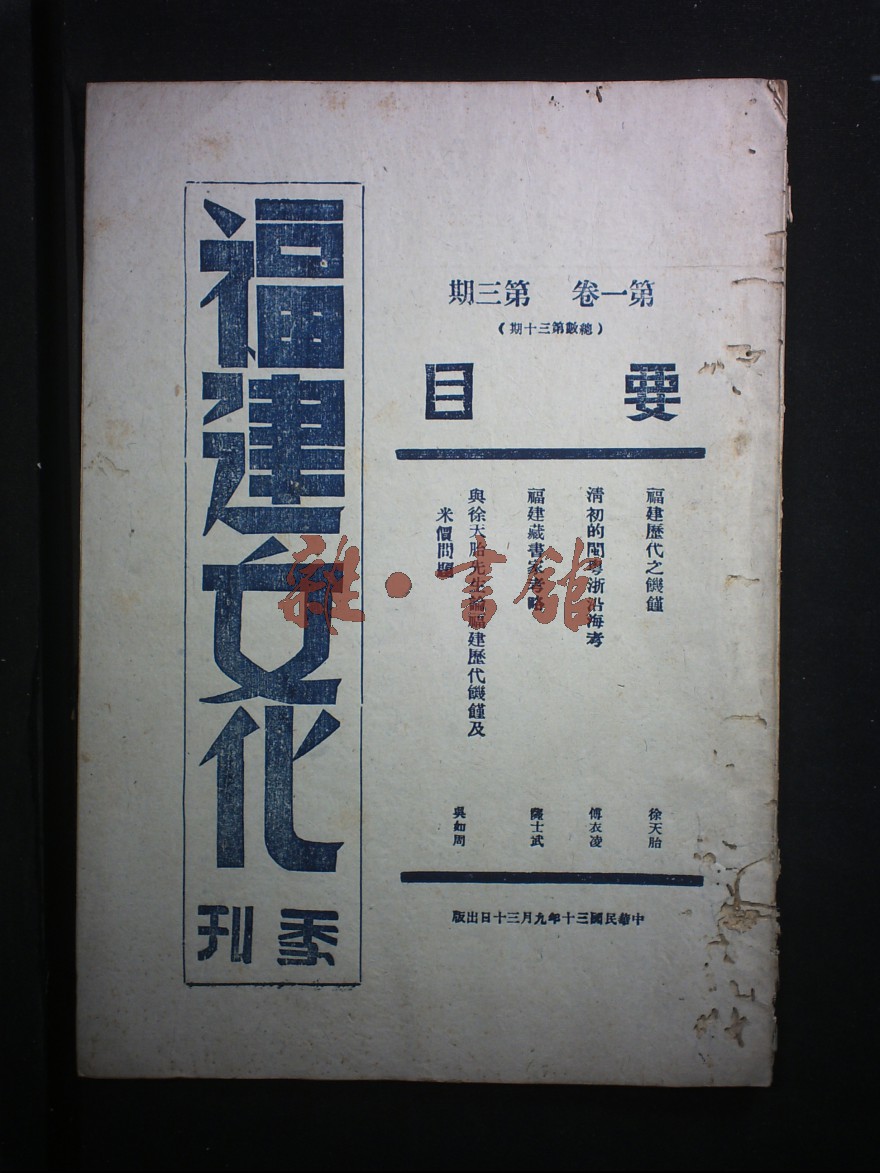 福建文化
季刊
第一卷 第三期
（總數第三十期）
要目
福建歷代之饑饉
徐天胎
清初的閩粵浙沿海考
傅衣凌
福建藏書家考略
薩士武
與徐天胎先生論福建歷代饑饉及
米價問題
吳如周
中華民國三十年九月三十日出版
雜·書館